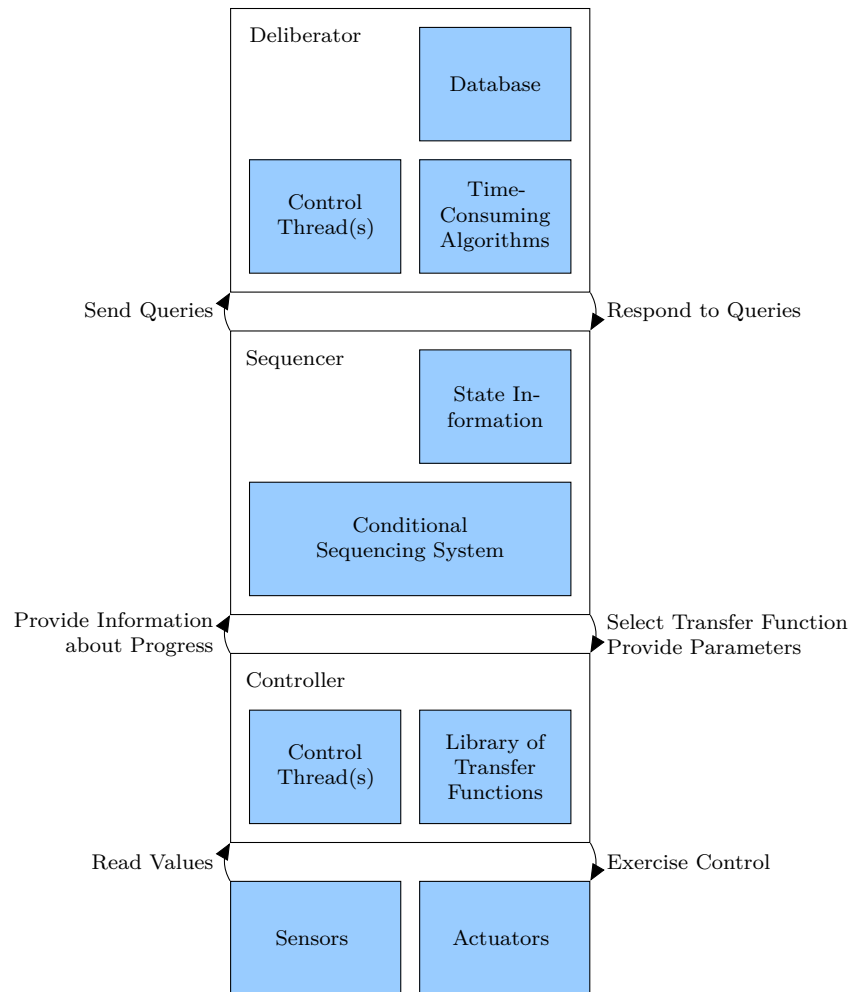 Deliberator
Database
Control
Thread(s)
Time-
Consuming
Algorithms
Send Queries
Respond to Queries
Sequencer
State In-
formation
Conditional
Sequencing System
Provide Information
about Progress
Select Transfer Function
Provide Parameters
Controller
Control
Thread(s)
Library of
Transfer
Functions
Read Values
Exercise Control
Sensors
Actuators